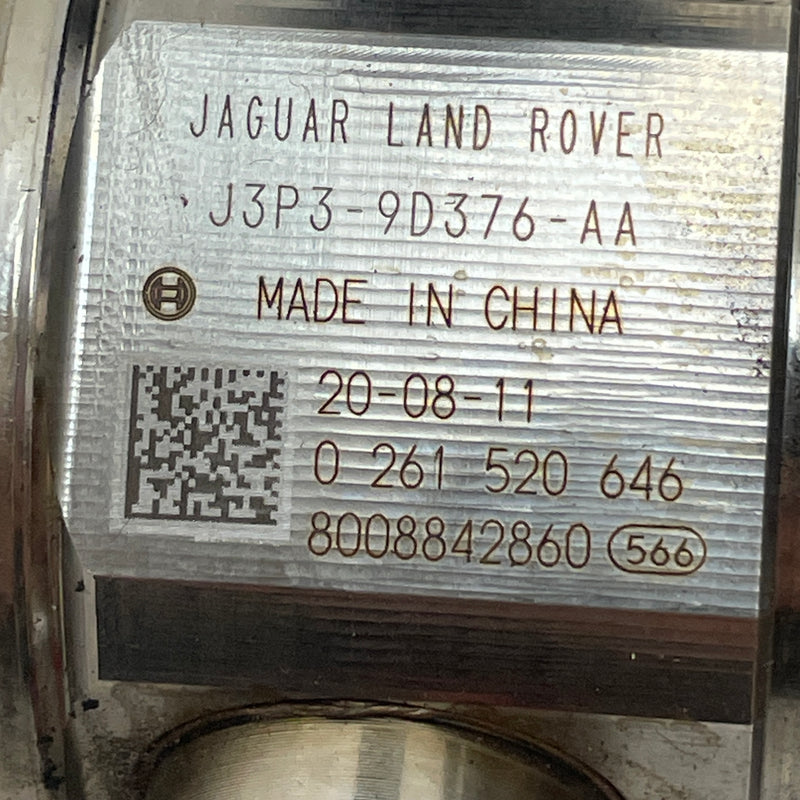 JAGUAR LAND ROVER
J3P3-9D376-AA
MADE IN CHINA
20-08-11
0 261 520 646
8008842860 566